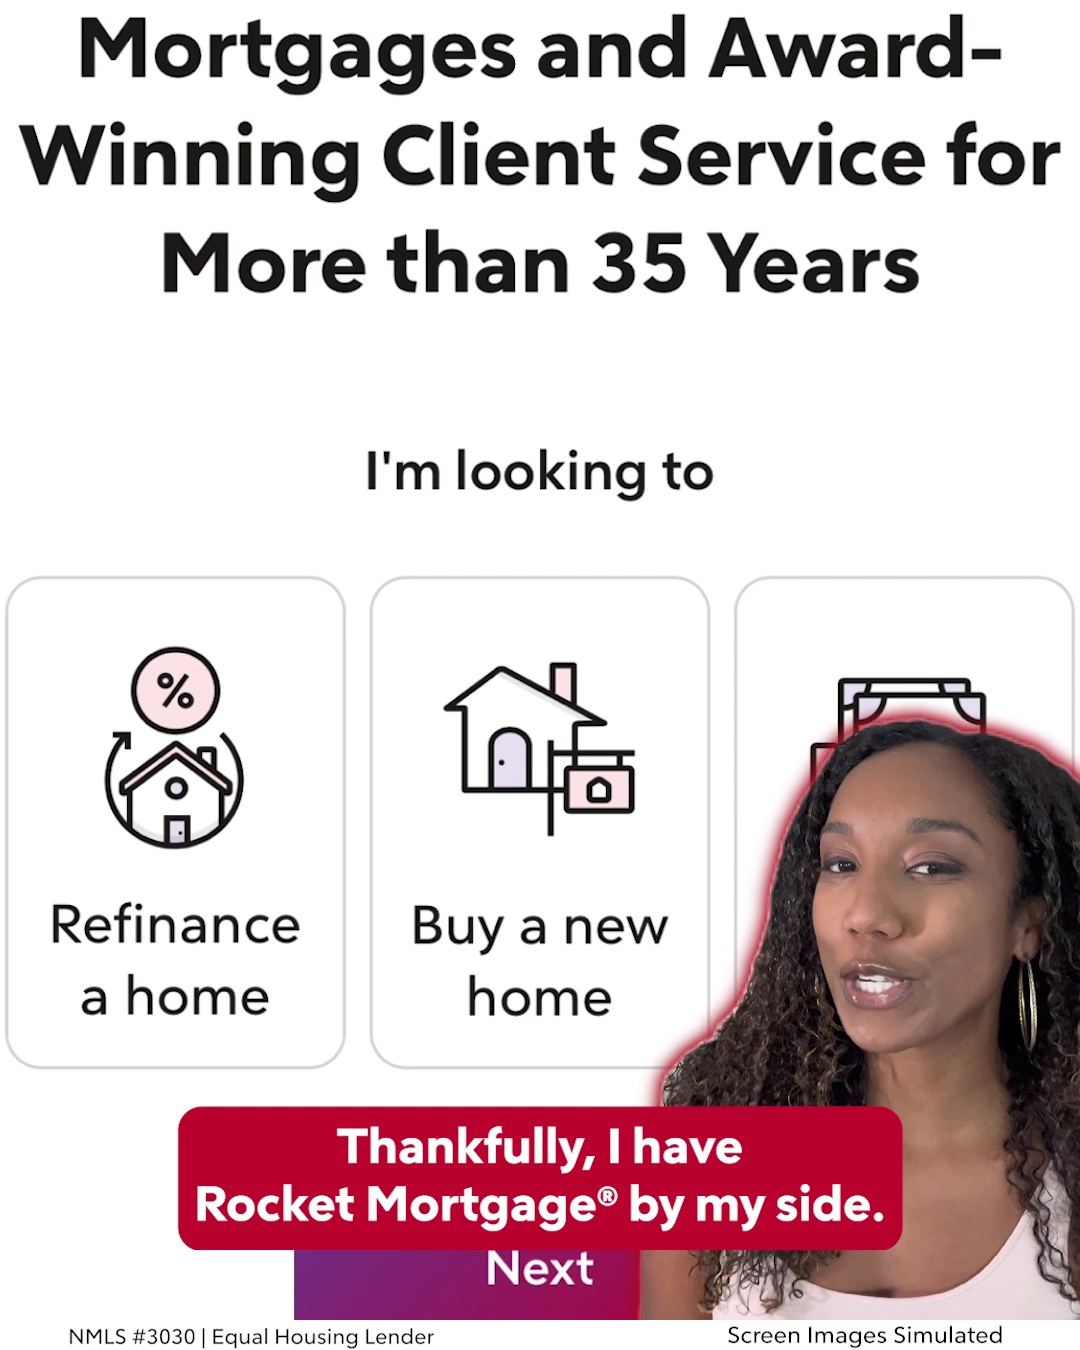 Mortgages and Award-
Winning Client Service for
More than 35 Years
I'm looking to
%
Refinance
a home
Buy a new
home
Thankfully, I have
Rocket Mortgage® by my side.
Next
NMLS #3030 | Equal Housing Lender
Screen Images Simulated